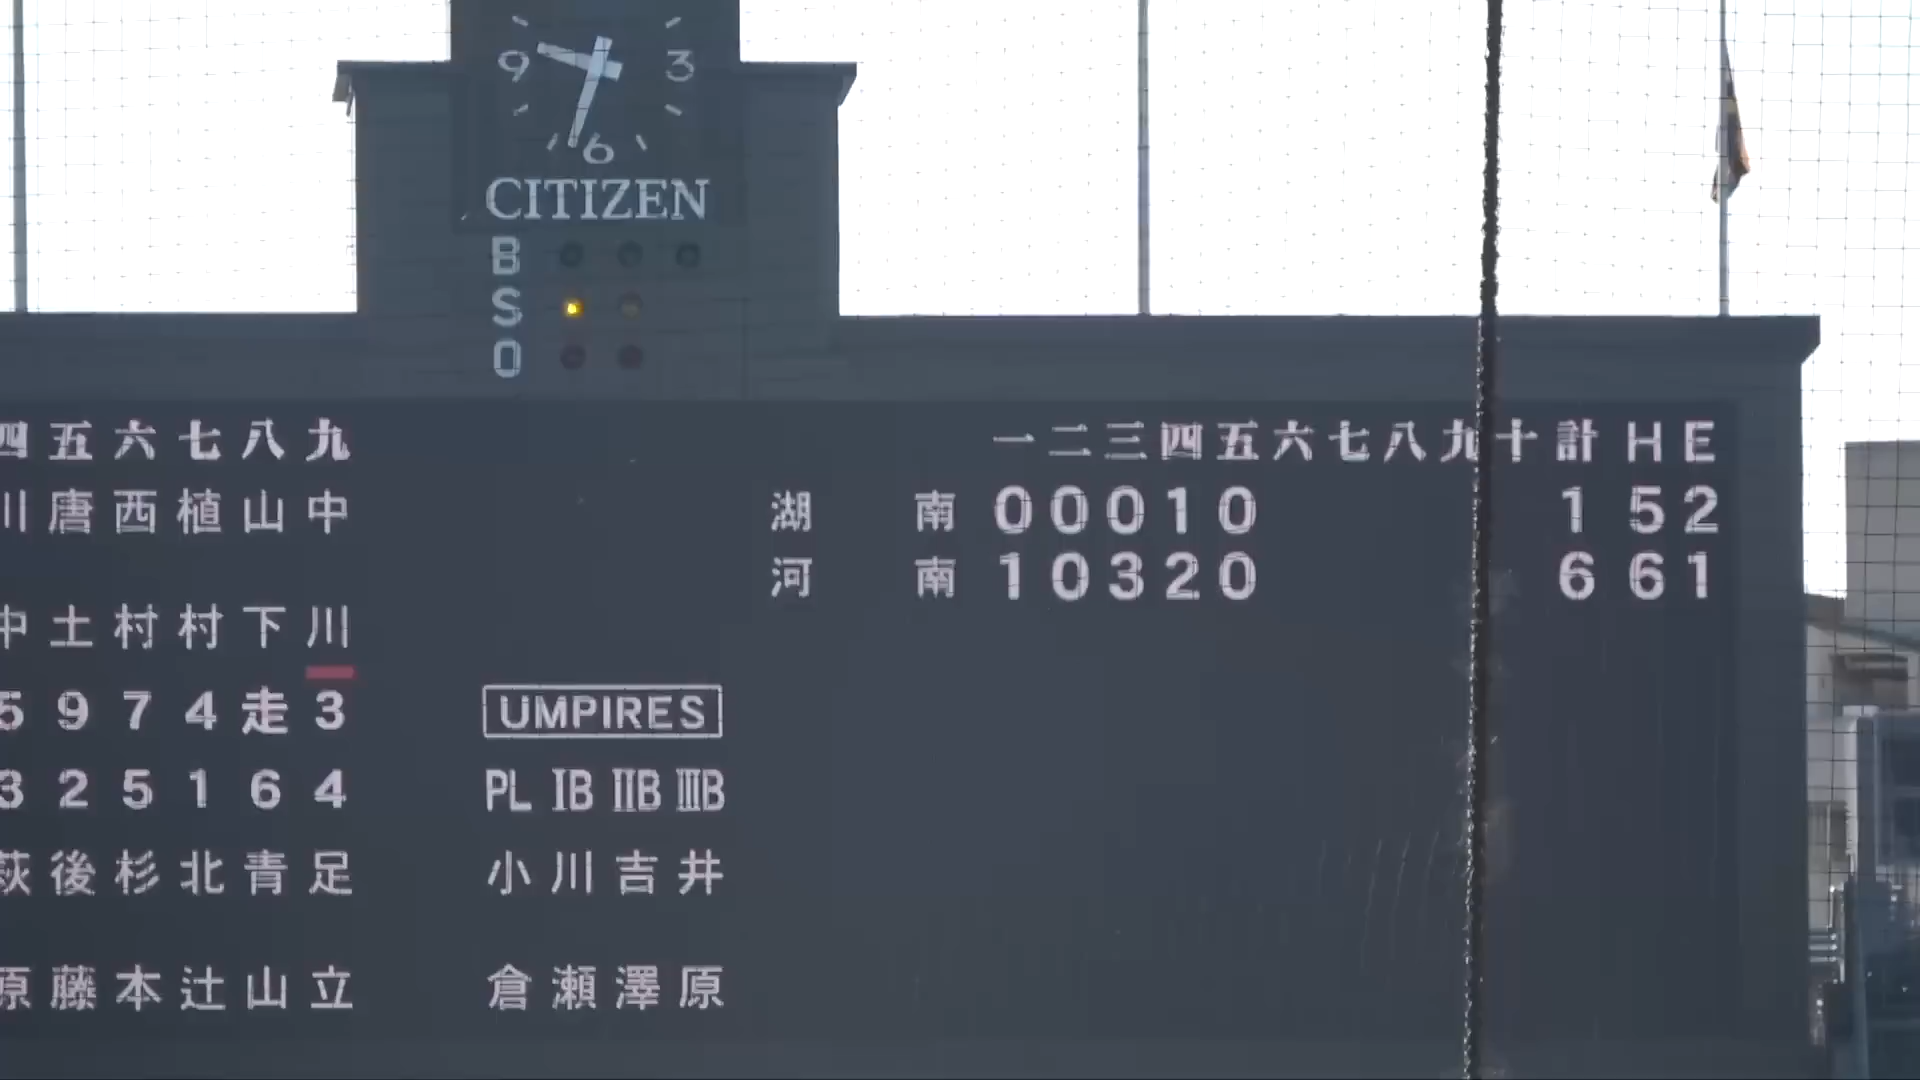 9 3
6
CITIZEN
B
S
O
四 五 六 七 八 九
川 唐 西 植 山 中
中 土 村 村 下 川
5 9 7 4 走 3
3 2 5 1 6 4
萩 後 杉 北 青 足
原 藤 本 辻 山 立
UMPIRES
PL IB IIB IIIB
小 川 吉 井
倉 瀬 澤 原
一 二 三 四 五 六 七 八 九 十 計 H E
湖南 0 0 0 1 0 1 5 2
河南 1 0 3 2 0 6 6 1